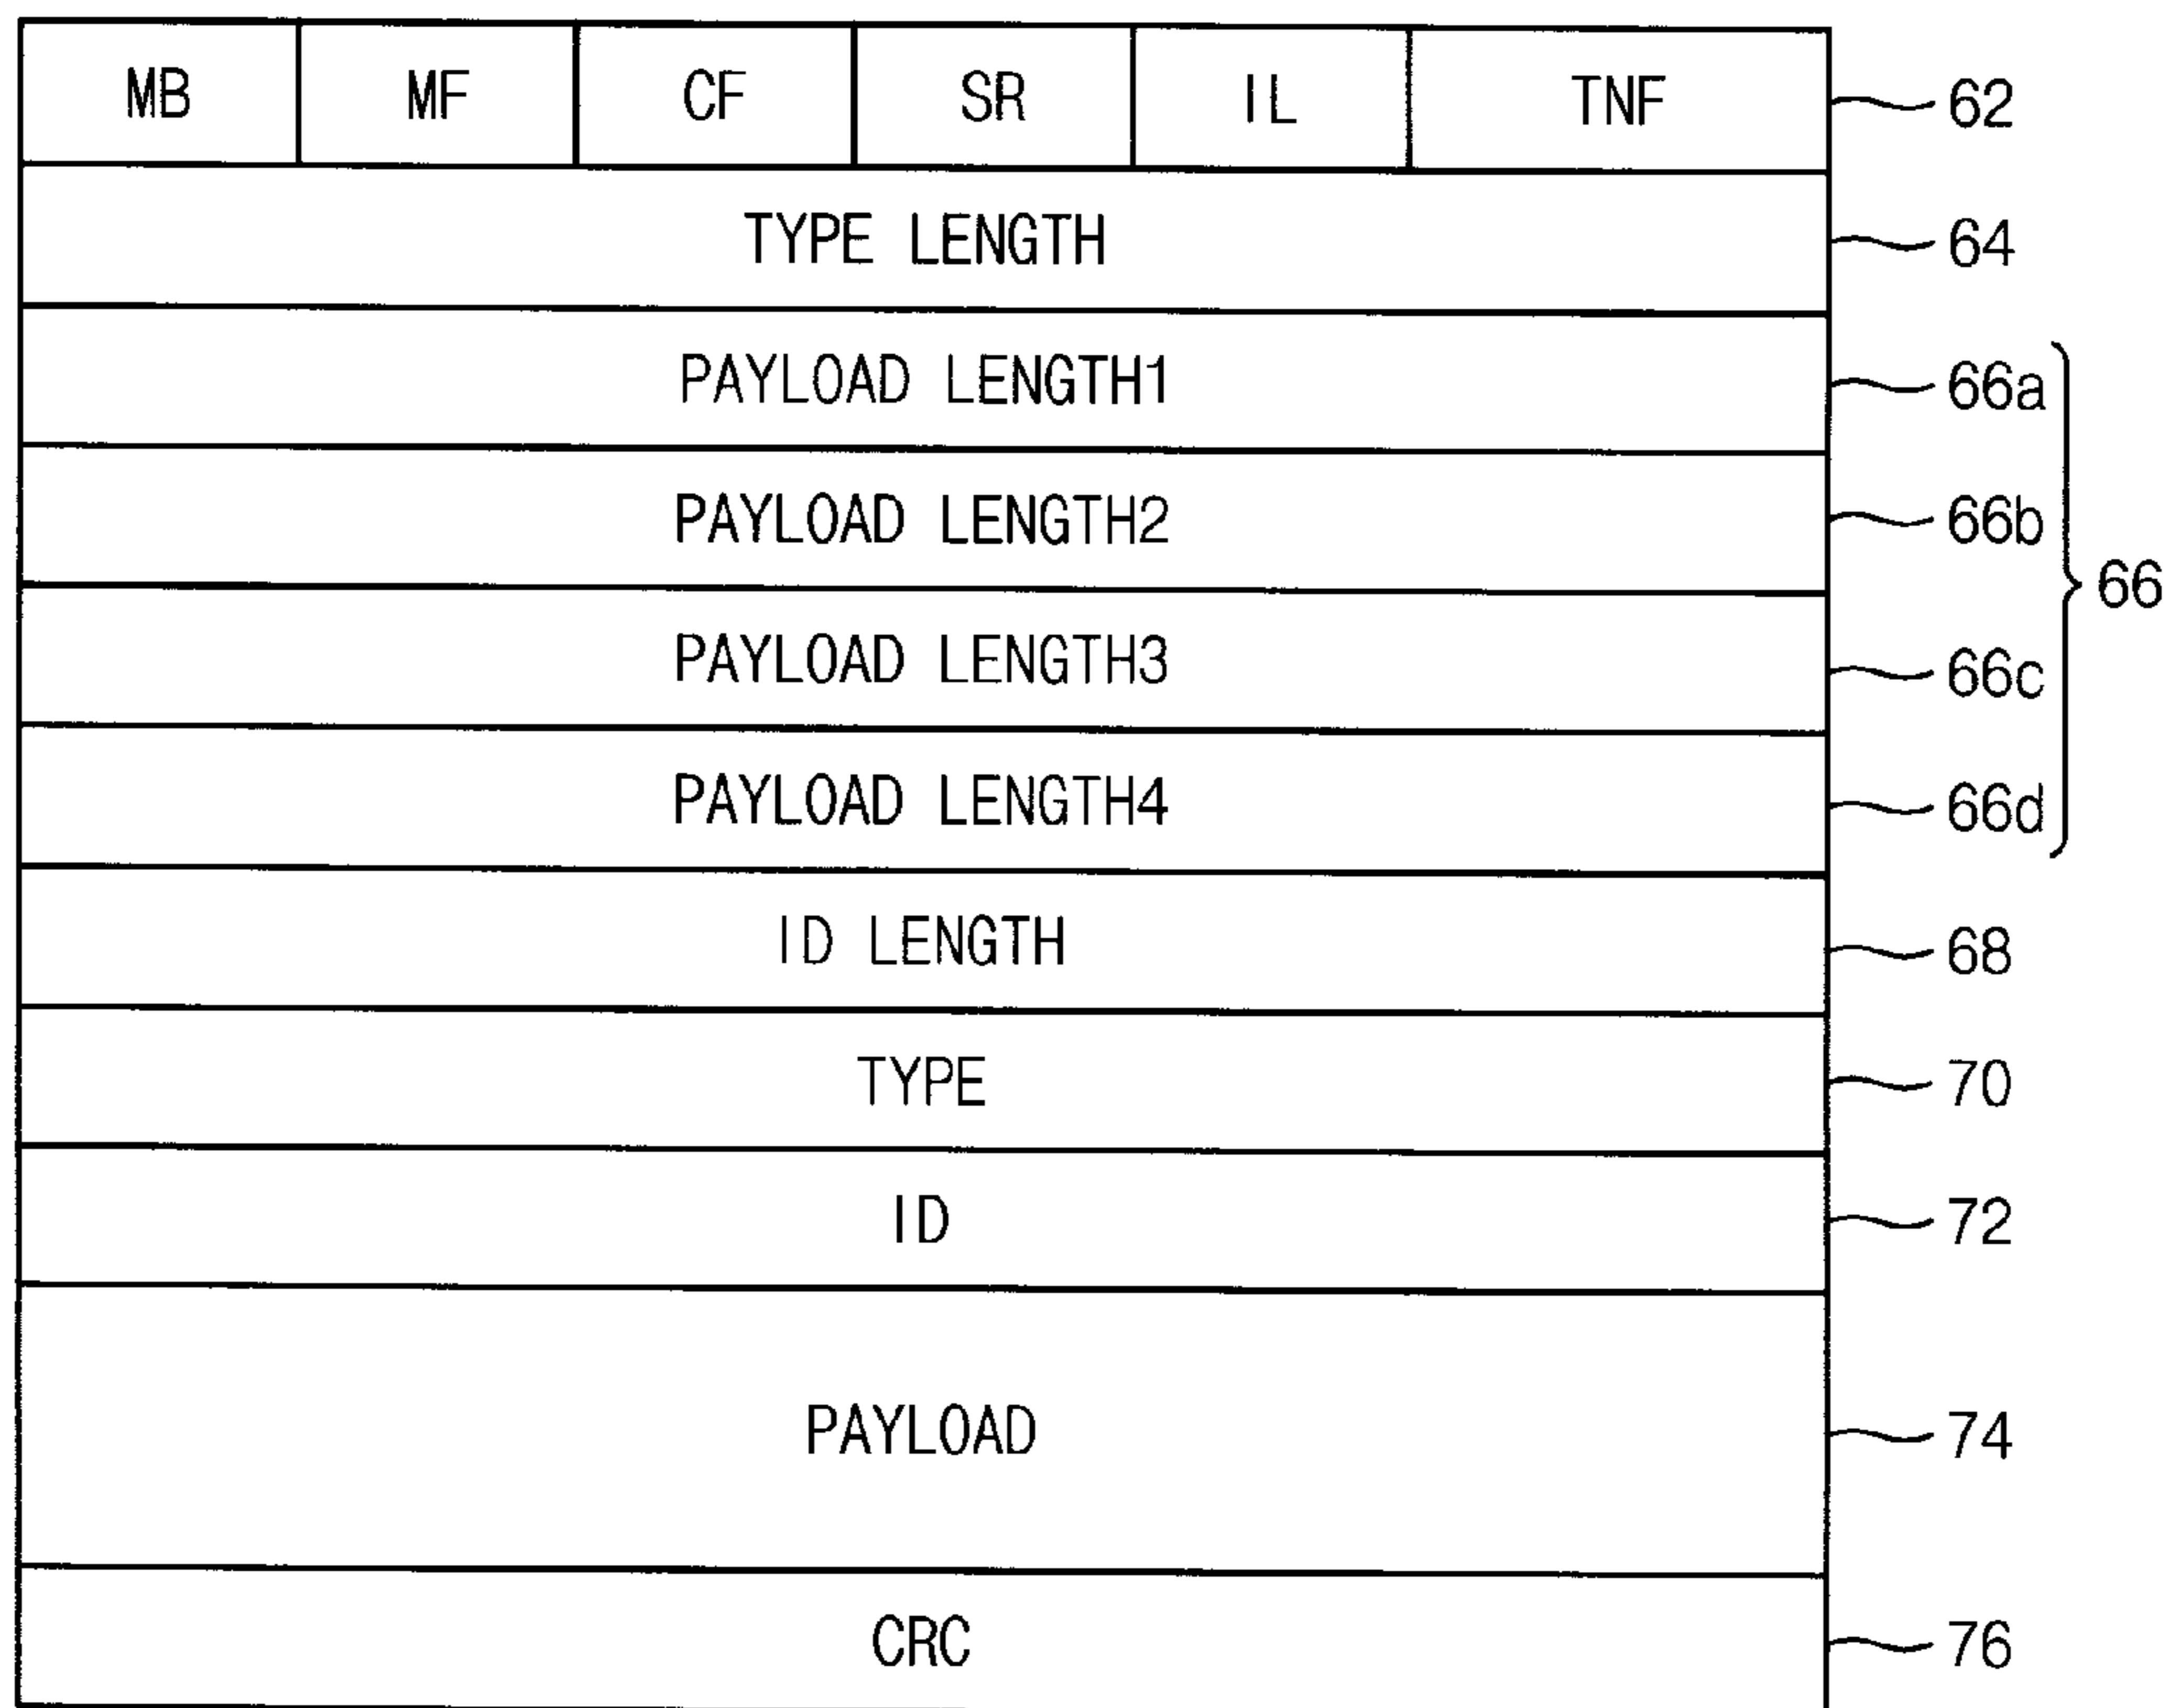 MB MF CF SR IL TNF 62
TYPE LENGTH 64
PAYLOAD LENGTH1 66a
PAYLOAD LENGTH2 66b
66
PAYLOAD LENGTH3 66c
PAYLOAD LENGTH4 66d
ID LENGTH 68
TYPE 70
ID 72
PAYLOAD 74
CRC 76